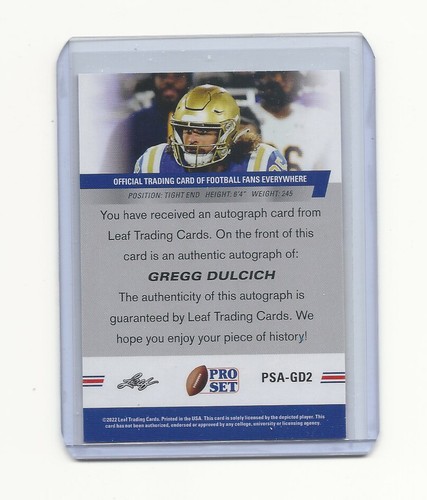 OFFICIAL TRADING CARD OF FOOTBALL FANS EVERYWHERE
POSITION: TIGHT END HEIGHT: 6'4" WEIGHT: 245
You have received an autograph card from
Leaf Trading Cards. On the front of this
card is an authentic autograph of:
GREGG DULCICH
The authenticity of this autograph is
guaranteed by Leaf Trading Cards. We
hope you enjoy your piece of history!
Leaf
PRO
SET
PSA-GD2
©2022 Leaf Trading Cards. Printed in the USA. This card is solely licensed by the depicted player. This
card has not been authorized, endorsed or approved by any college, university or licensing agency.